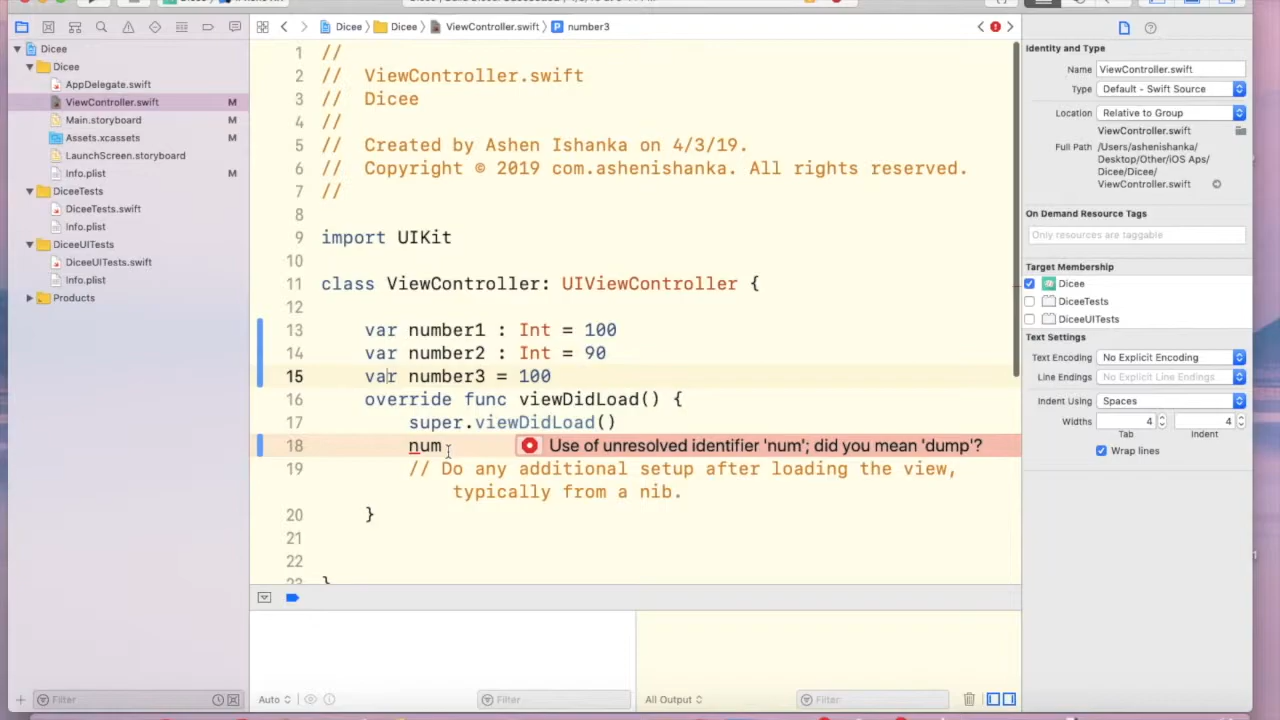 Dicee
Dicee
ViewController.swift
number3
Dicee
Dicee
AppDelegate.swift
ViewController.swift M
Main.storyboard M
Assets.xcassets M
LaunchScreen.storyboard
Info.plist M
DiceeTests
DiceeTests.swift
Info.plist
DiceeUITests
DiceeUITests.swift
Info.plist
Products
Filter
1 //
2 // ViewController.swift
3 // Dicee
4 //
5 // Created by Ashen Ishanka on 4/3/19.
6 // Copyright © 2019 com.ashenishanka. All rights reserved.
7 //
8
9 import UIKit
10
11 class ViewController: UIViewController {
12
13 var number1 : Int = 100
14 var number2 : Int = 90
15 var number3 = 100
16 override func viewDidLoad() {
17 super.viewDidLoad()
18 num Use of unresolved identifier 'num'; did you mean 'dump'?
19 // Do any additional setup after loading the view,
typically from a nib.
20 }
21
22
23 }
Auto
Filter
All Output
Filter
Identity and Type
Name ViewController.swift
Type Default - Swift Source
Location Relative to Group
ViewController.swift
Full Path /Users/ashenishanka/
Desktop/Other/iOS Aps/
Dicee/Dicee/
ViewController.swift
On Demand Resource Tags
Only resources are taggable
Target Membership
Dicee
DiceeTests
DiceeUITests
Text Settings
Text Encoding No Explicit Encoding
Line Endings No Explicit Line Endings
Indent Using Spaces
Widths 4 4
Tab Indent
Wrap lines